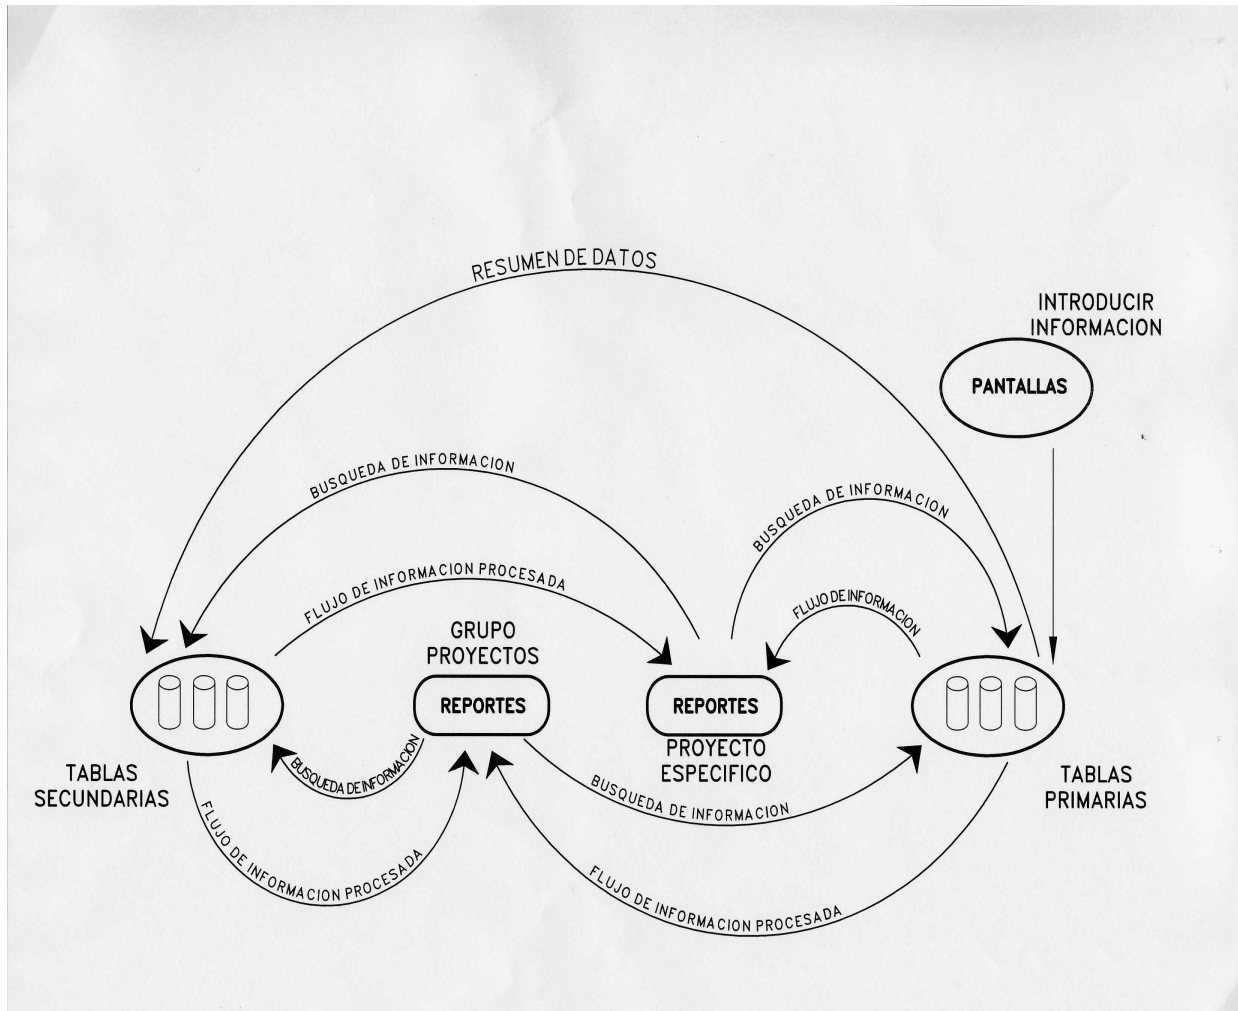 RESUMEN DE DATOS
INTRODUCIR
INFORMACION
PANTALLAS
BUSQUEDA DE INFORMACION
BUSQUEDA DE INFORMACION
FLUJO DE INFORMACION PROCESADA
FLUJO DE INFORMACION
GRUPO
PROYECTOS
REPORTES
REPORTES
PROYECTO
ESPECIFICO
BUSQUEDA DE INFORMACION
BUSQUEDA DE INFORMACION
TABLAS
SECUNDARIAS
TABLAS
PRIMARIAS
FLUJO DE INFORMACION PROCESADA
FLUJO DE INFORMACION PROCESADA